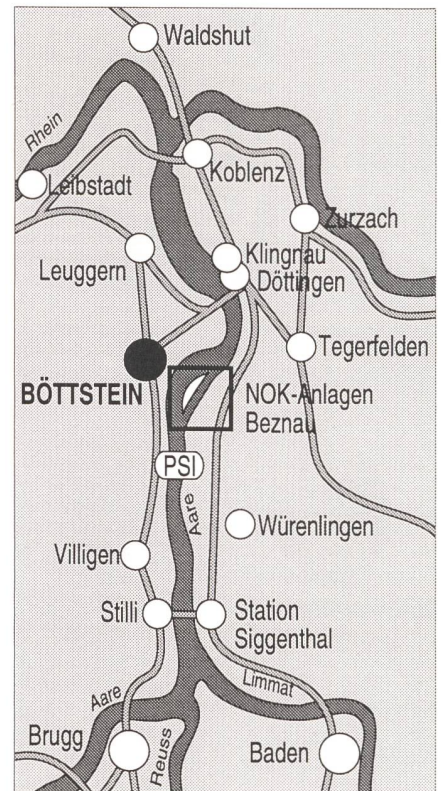 Waldshut
Rhein
Koblenz
Leibstadt
Zurzach
Klingnau
Leuggern
Döttingen
Tegerfelden
BÖTTSTEIN
NOK-Anlagen
Beznau
PSI
Aare
Würenlingen
Villigen
Stilli
Station
Siggenthal
Limmat
Aare
Brugg
Reuss
Baden